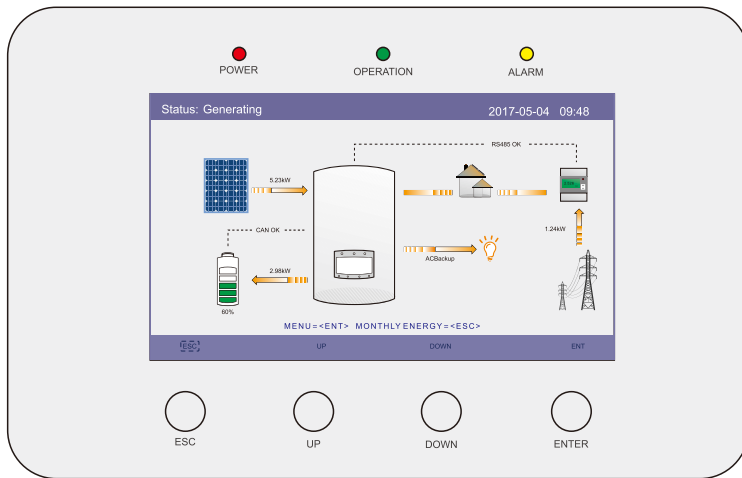 POWER
OPERATION
ALARM
Status: Generating
2017-05-04 09:48
RS485 OK
5.23kW
CAN OK
1.24kW
ACBackup
2.98kW
60%
MENU=<ENT> MONTHLY ENERGY=<ESC>
ESC
UP
DOWN
ENT
ESC
UP
DOWN
ENTER